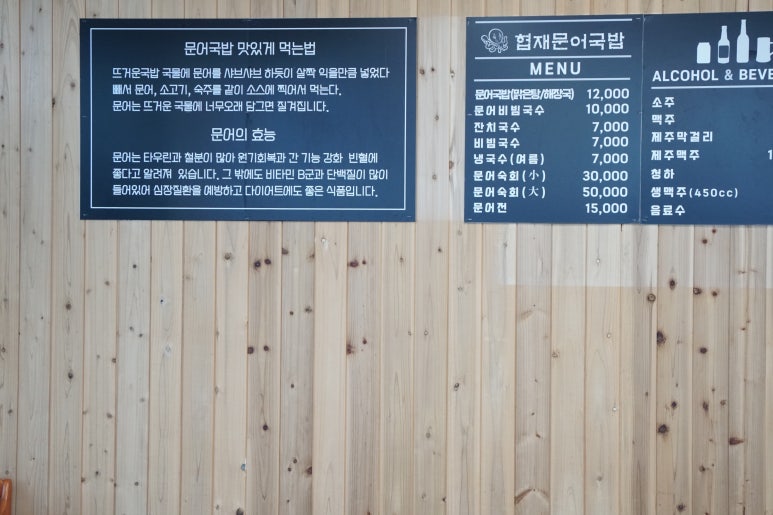 문어국밥 맛있게 먹는법
뜨거운국밥 국물에 문어를 샤브샤브 하듯이 살짝 익을만큼 넣었다
빼서 문어, 소고기, 숙주를 같이 소스에 찍어서 먹는다.
문어는 뜨거운 국물에 너무오래 담그면 질겨집니다.
문어의 효능
문어는 타우린과 철분이 많아 원기회복과 간 기능 강화 빈혈에
좋다고 알려져 있습니다. 그 밖에도 비타민 B군과 단백질이 많이
들어있어 심장질환을 예방하고 다이어트에도 좋은 식품입니다.
협재문어국밥
MENU
문어국밥(맑은탕/해장국) 12,000
문어비빔국수 10,000
잔치국수 7,000
비빔국수 7,000
냉국수(여름) 7,000
문어숙회(小) 30,000
문어숙회(大) 50,000
문어전 15,000
ALCOHOL & BEVE
소주
맥주
제주막걸리
제주맥주 1
청하
생맥주(450cc)
음료수